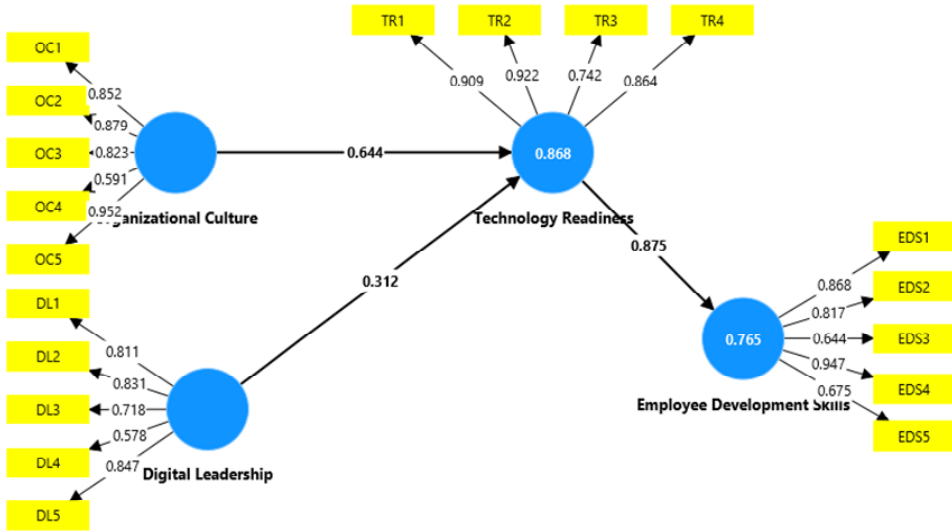 TR1
TR2
TR3
TR4
OC1
OC2
OC3
OC4
OC5
0.852
0.879
0.823
0.591
0.952
0.909
0.922
0.742
0.864
0.644
0.868
Technology Readiness
0.312
0.875
DL1
DL2
DL3
DL4
DL5
0.811
0.831
0.718
0.578
0.847
Digital Leadership
0.765
Employee Development Skills
EDS1
EDS2
EDS3
EDS4
EDS5
0.868
0.817
0.644
0.947
0.675
Culture